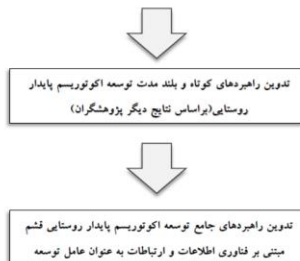 تدوین راهبردهای کوتاه و بلند مدت توسعه اکوتوریسم پایدار
روستایی(براساس نتایج دیگر پژوهشگران)
تدوین راهبردهای جامع توسعه اکوتوریسم پایدار روستایی قشم
مبتنی بر فناوری اطلاعات و ارتباطات به عنوان عامل توسعه